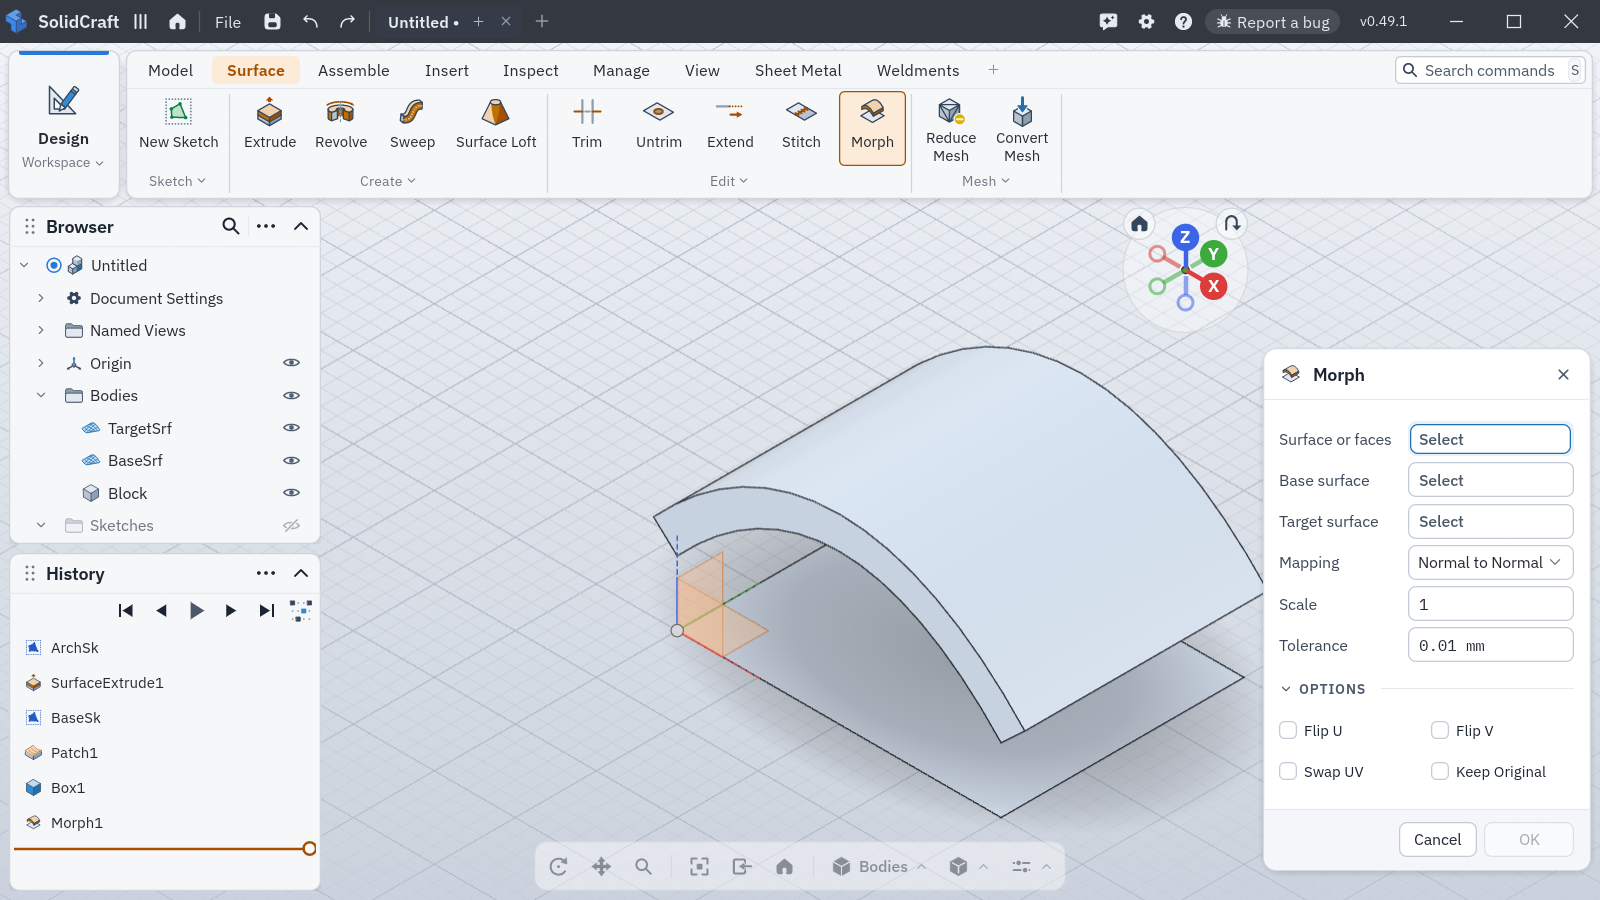 SolidCraft
File
Untitled •
Report a bug
v0.49.1
Design
Workspace
Model
Surface
Assemble
Insert
Inspect
Manage
View
Sheet Metal
Weldments
Search commands
S
New Sketch
Extrude
Revolve
Sweep
Surface Loft
Trim
Untrim
Extend
Stitch
Morph
Reduce
Mesh
Convert
Mesh
Sketch
Create
Edit
Mesh
Browser
Untitled
Document Settings
Named Views
Origin
Bodies
TargetSrf
BaseSrf
Block
Sketches
History
ArchSk
SurfaceExtrude1
BaseSk
Patch1
Box1
Morph1
Z
Y
X
Morph
Surface or faces
Select
Base surface
Select
Target surface
Select
Mapping
Normal to Normal
Scale
1
Tolerance
0.01 mm
OPTIONS
Flip U
Flip V
Swap UV
Keep Original
Cancel
OK
Bodies